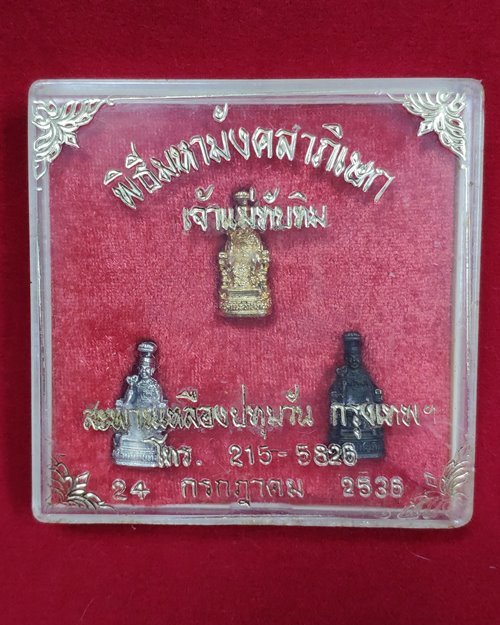 พิธีมหามังคลาภิเษก
เจ้าแม่ทับทิม
สะพานเหลืองปทุมวัน กรุงเทพฯ
โทร. 215-5826
24 กรกฎาคม 2536